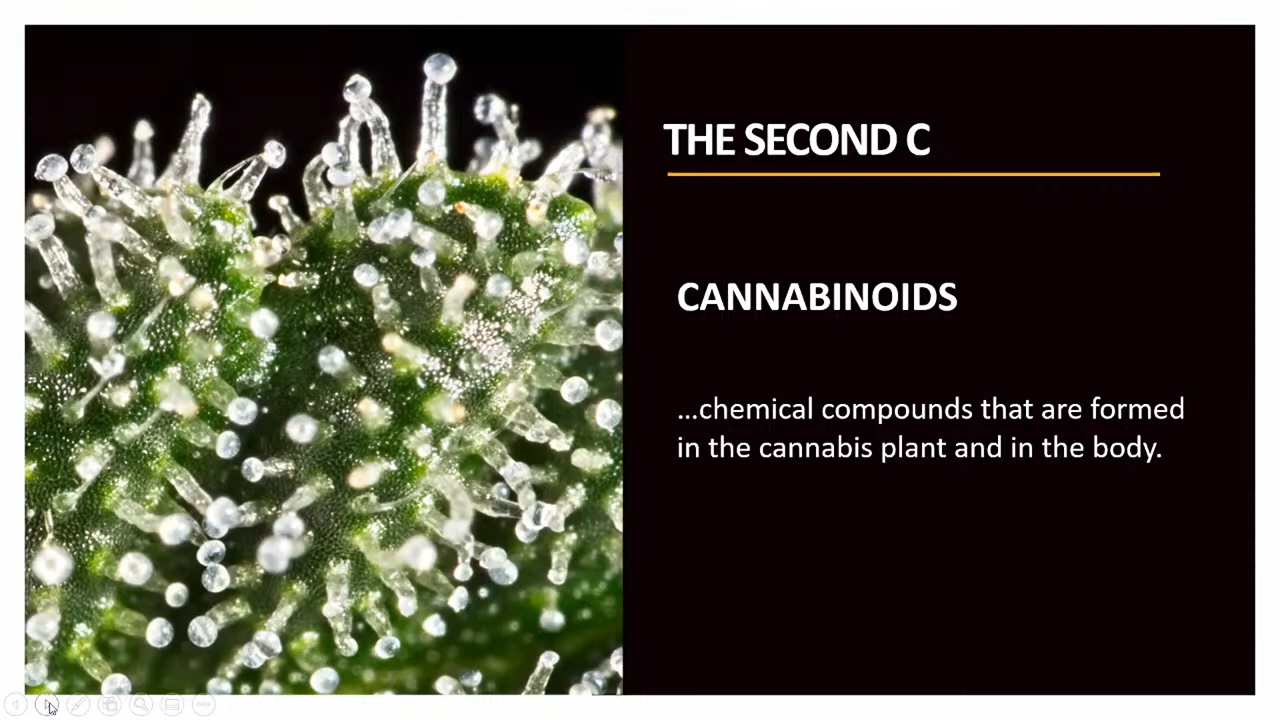 THE SECOND C
CANNABINOIDS
...chemical compounds that are formed
in the cannabis plant and in the body.